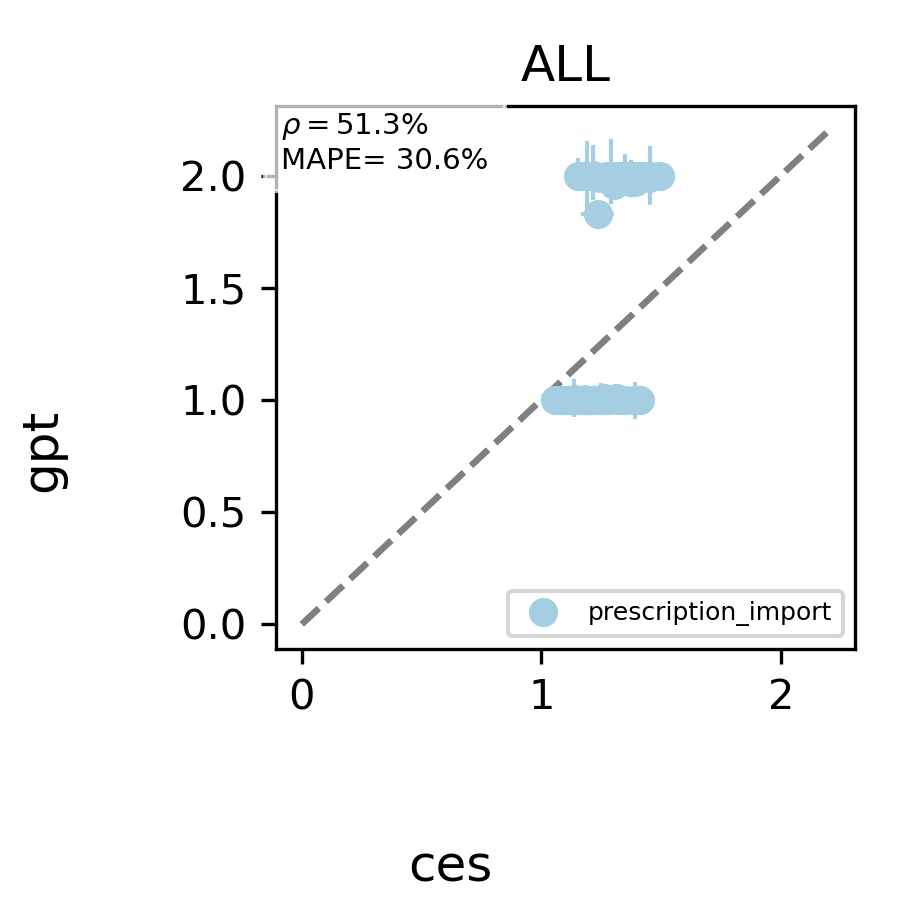 ALL
ρ = 51.3%
MAPE= 30.6%
2.0
1.5
1.0
0.5
0.0
gpt
prescription_import
0 1 2
ces